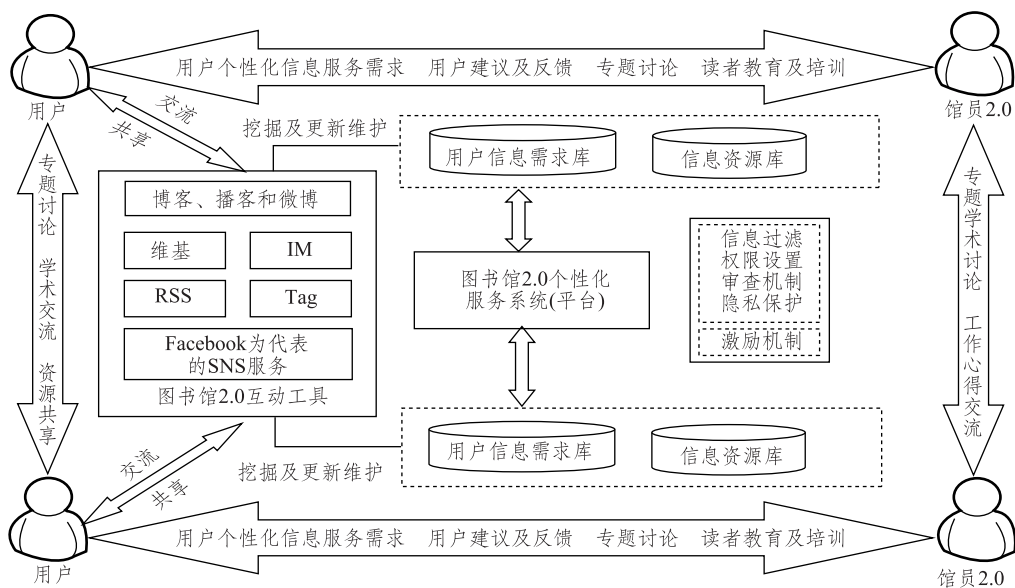 用户个性化信息服务需求 用户建议及反馈 专题讨论 读者教育及培训
用户
馆员2.0
交流
共享
挖掘及更新维护
用户信息需求库
信息资源库
专题讨论 学术交流 资源共享
博客、播客和微博
维基
IM
RSS
Tag
Facebook为代表
的SNS服务
图书馆2.0互动工具
图书馆2.0个性化
服务系统(平台)
信息过滤
权限设置
审查机制
隐私保护
激励机制
专题学术讨论 工作心得交流
交流
共享
挖掘及更新维护
用户信息需求库
信息资源库
用户个性化信息服务需求 用户建议及反馈 专题讨论 读者教育及培训
用户
馆员2.0